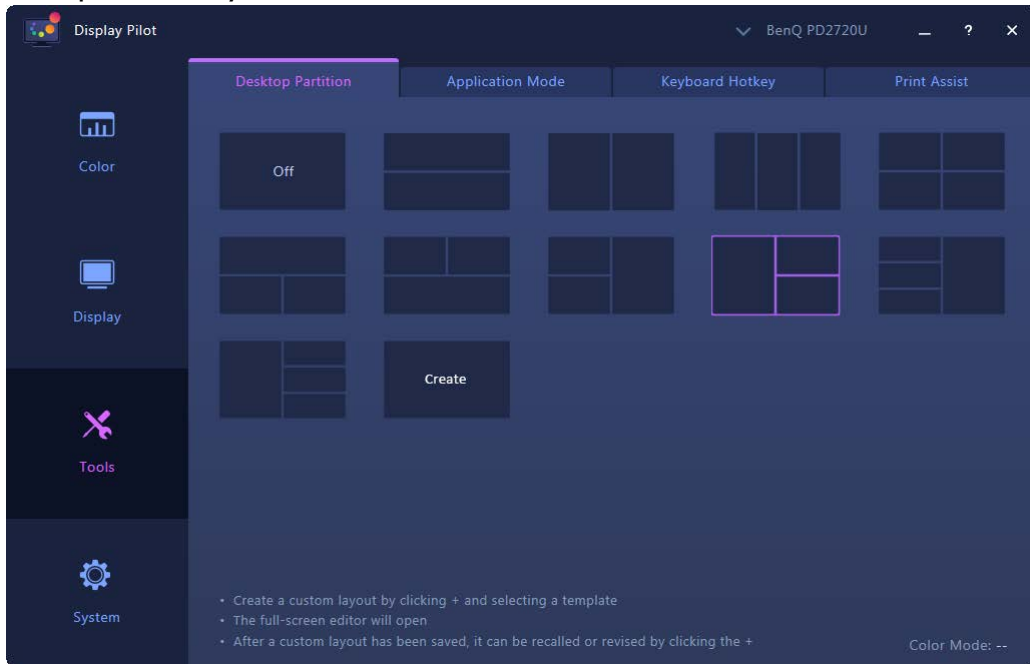 Display Pilot
BenQ PD2720U
?
Desktop Partition
Application Mode
Keyboard Hotkey
Print Assist
Color
Off
Display
Create
Tools
System
• Create a custom layout by clicking + and selecting a template
• The full-screen editor will open
• After a custom layout has been saved, it can be recalled or revised by clicking the +
Color Mode: --